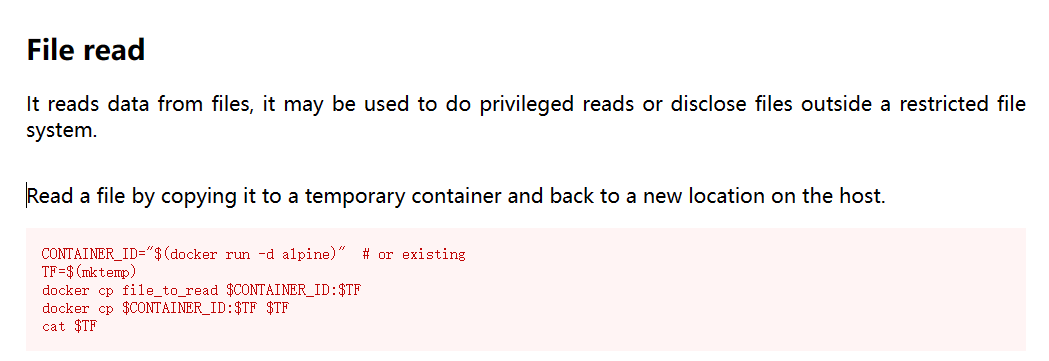 File read
It reads data from files, it may be used to do privileged reads or disclose files outside a restricted file
system.
Read a file by copying it to a temporary container and back to a new location on the host.
CONTAINER_ID="$(docker run -d alpine)"  # or existing
TF=$(mktemp)
docker cp file_to_read $CONTAINER_ID:$TF
docker cp $CONTAINER_ID:$TF $TF
cat $TF